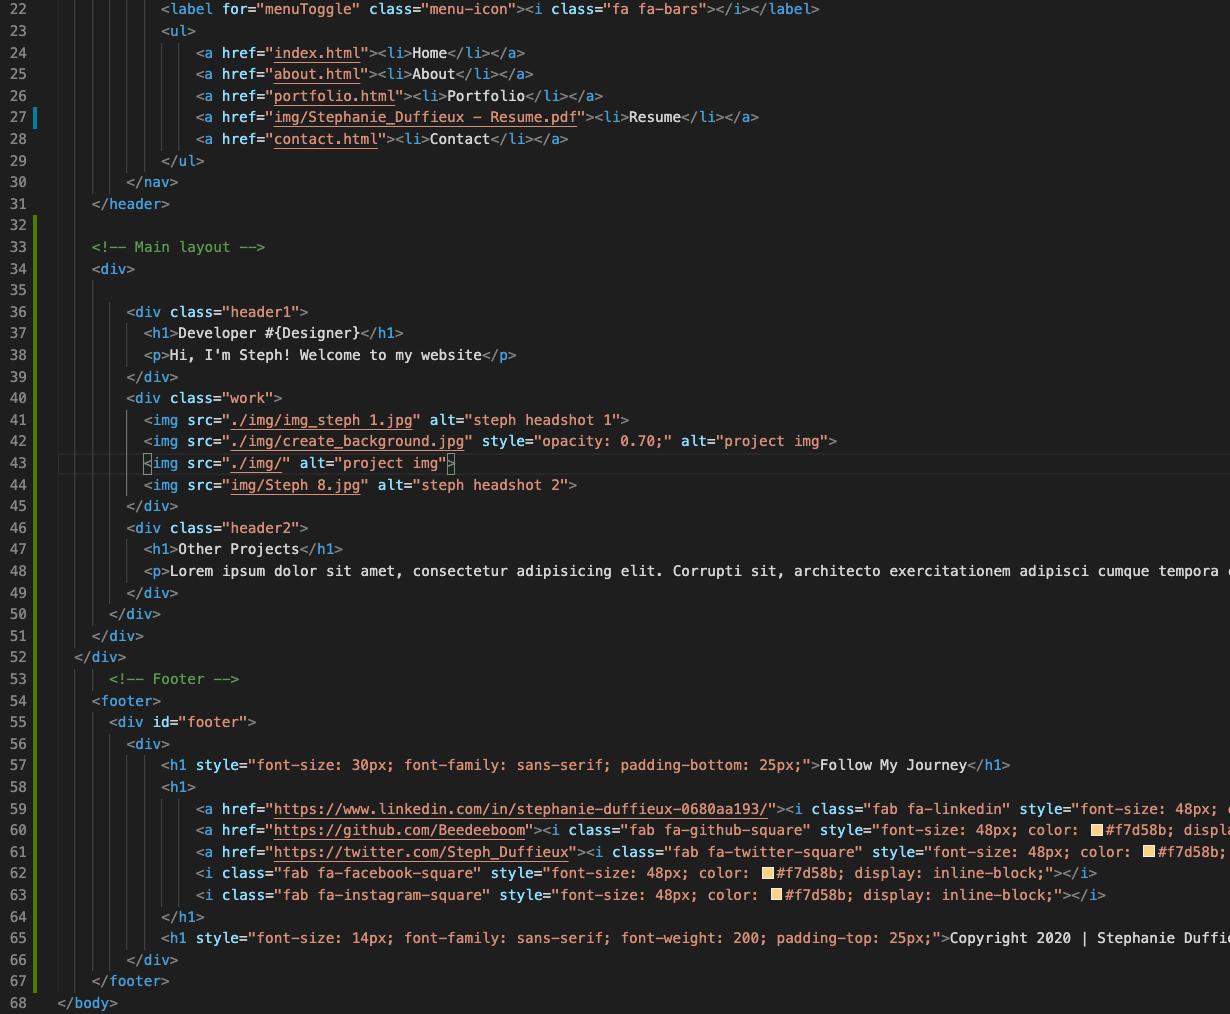 22 <label for="menuToggle" class="menu-icon"><i class="fa fa-bars"></i></label>
23 <ul>
24 <a href="index.html"><li>Home</li></a>
25 <a href="about.html"><li>About</li></a>
26 <a href="portfolio.html"><li>Portfolio</li></a>
27 <a href="img/Stephanie_Duffieux - Resume.pdf"><li>Resume</li></a>
28 <a href="contact.html"><li>Contact</li></a>
29 </ul>
30 </nav>
31 </header>
32
33 <!-- Main layout -->
34 <div>
35
36 <div class="header1">
37 <h1>Developer #{Designer}</h1>
38 <p>Hi, I'm Steph! Welcome to my website</p>
39 </div>
40 <div class="work">
41 <img src="./img/img_steph 1.jpg" alt="steph headshot 1">
42 <img src="./img/create_background.jpg" style="opacity: 0.70;" alt="project img">
43 <img src="./img/" alt="project img">
44 <img src="img/Steph 8.jpg" alt="steph headshot 2">
45 </div>
46 <div class="header2">
47 <h1>Other Projects</h1>
48 <p>Lorem ipsum dolor sit amet, consectetur adipisicing elit. Corrupti sit, architecto exercitationem adipisci cumque tempora
49 </div>
50 </div>
51 </div>
52 </div>
53 <!-- Footer -->
54 <footer>
55 <div id="footer">
56 <div>
57 <h1 style="font-size: 30px; font-family: sans-serif; padding-bottom: 25px;">Follow My Journey</h1>
58 <h1>
59 <a href="https://www.linkedin.com/in/stephanie-duffieux-0680aa193/"><i class="fab fa-linkedin" style="font-size: 48px;
60 <a href="https://github.com/Beedeeboom"><i class="fab fa-github-square" style="font-size: 48px; color: #f7d58b; displ
61 <a href="https://twitter.com/Steph_Duffieux"><i class="fab fa-twitter-square" style="font-size: 48px; color: #f7d58b;
62 <i class="fab fa-facebook-square" style="font-size: 48px; color: #f7d58b; display: inline-block;"></i>
63 <i class="fab fa-instagram-square" style="font-size: 48px; color: #f7d58b; display: inline-block;"></i>
64 </h1>
65 <h1 style="font-size: 14px; font-family: sans-serif; font-weight: 200; padding-top: 25px;">Copyright 2020 | Stephanie Duffi
66 </div>
67 </footer>
68 </body>